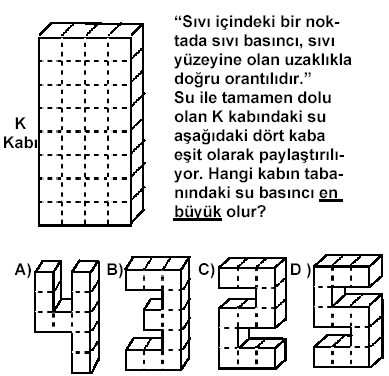 “Sıvı içindeki bir nok-
tada sıvı basıncı, sıvı
yüzeyine olan uzaklıkla
doğru orantılıdır.”
Su ile tamamen dolu
olan K kabındaki su
aşağıdaki dört kaba
eşit olarak paylaştırılı-
yor. Hangi kabın taba-
nındaki su basıncı en
büyük olur?
K
Kabı
A) B) C) D )